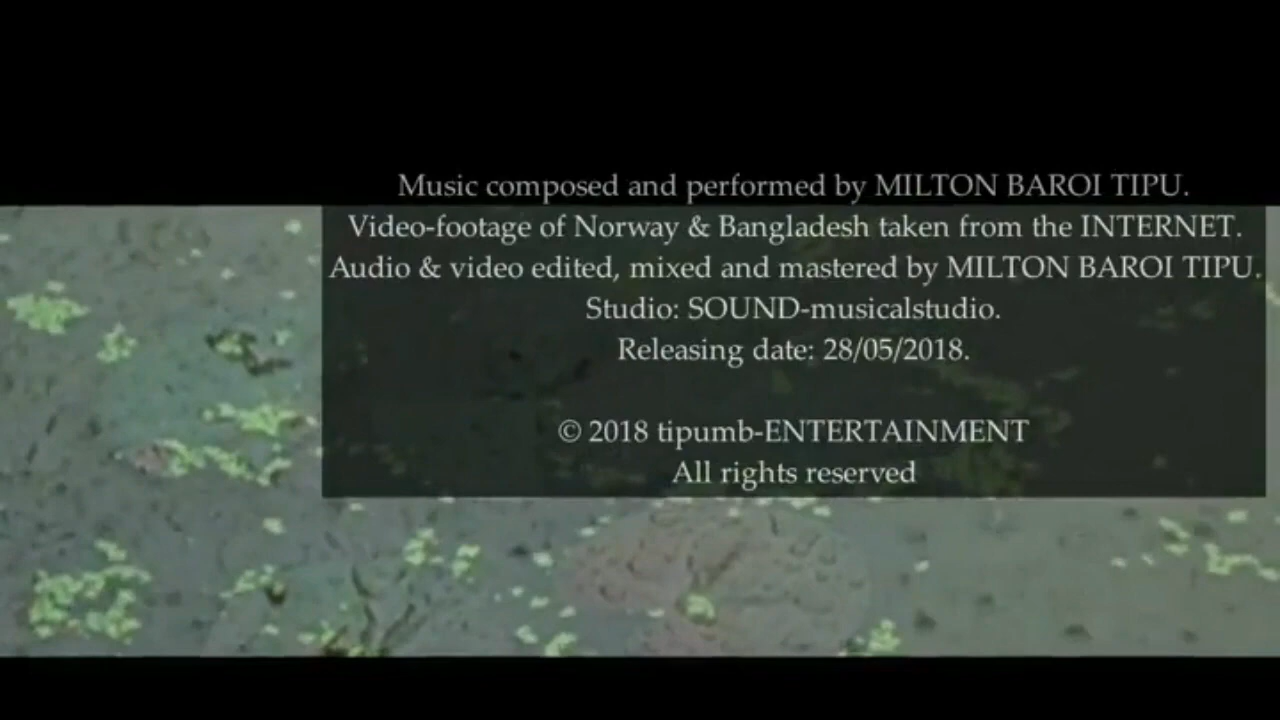 Music composed and performed by MILTON BAROI TIPU.
Video-footage of Norway & Bangladesh taken from the INTERNET.
Audio & video edited, mixed and mastered by MILTON BAROI TIPU.
Studio: SOUND-musicalstudio.
Releasing date: 28/05/2018.
© 2018 tipumb-ENTERTAINMENT
All rights reserved